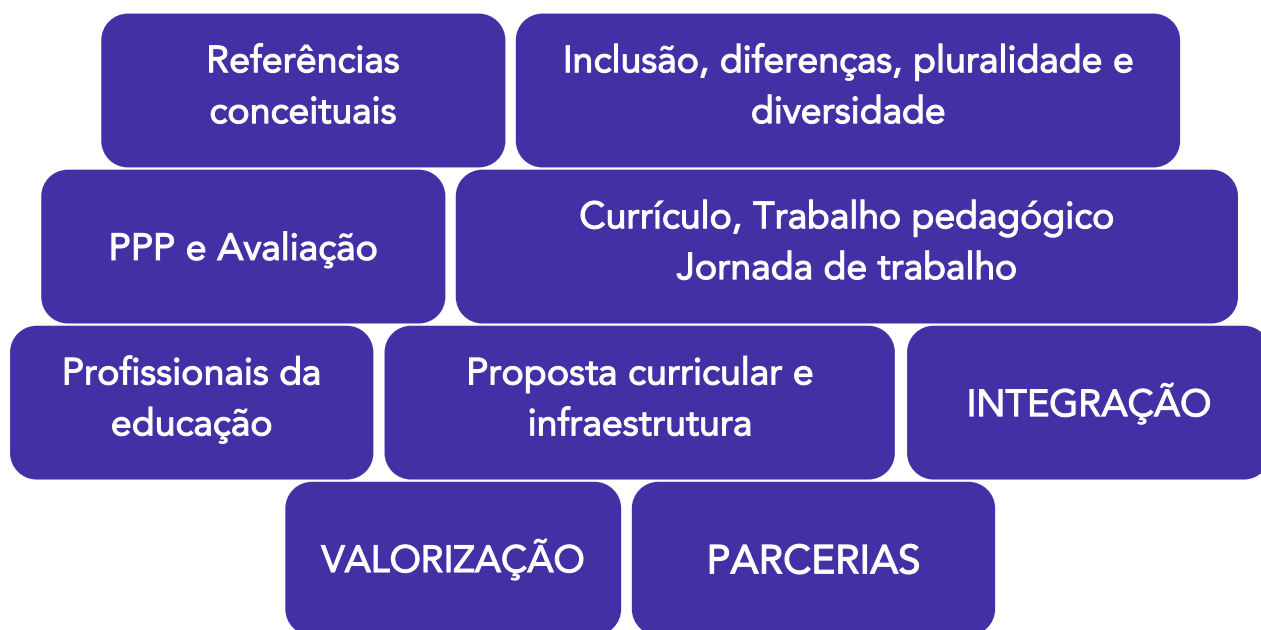 Referências
conceituais
Inclusão, diferenças, pluralidade e
diversidade
PPP e Avaliação
Currículo, Trabalho pedagógico
Jornada de trabalho
Profissionais da
educação
Proposta curricular e
infraestrutura
INTEGRAÇÃO
VALORIZAÇÃO
PARCERIAS